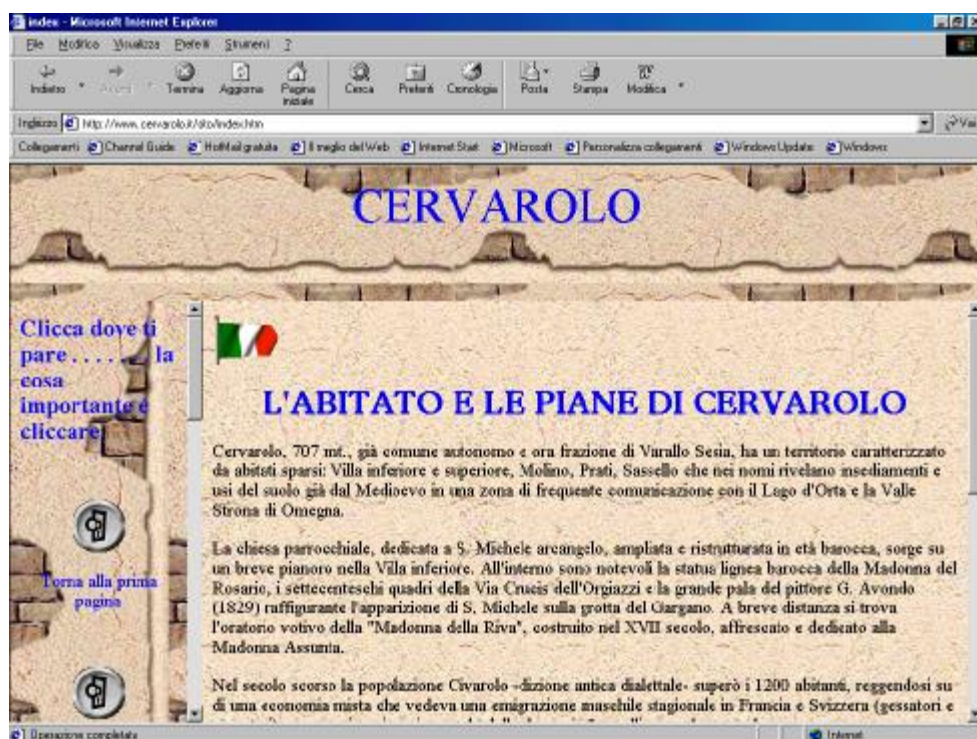 index - Microsoft Internet Explorer
File Modifica Visualizza Preferiti Strumenti ?
Indietro Avanti Termina Aggiorna Pagina iniziale Cerca Preferiti Cronologia Posta Stampa Modifica
Indirizzo http://www.cervarolo.it/sito/index.htm Vai
Collegamenti Channel Guide HotMail gratuita Il meglio del Web Internet Start Microsoft Personalizza collegamenti Windows Update Windows
CERVAROLO
Clicca dove ti
pare . . . . . . la
cosa
importante è
cliccare
Torna alla prima
pagina
L'ABITATO E LE PIANE DI CERVAROLO
Cervarolo, 707 mt., già comune autonomo e ora frazione di Varallo Sesia, ha un territorio caratterizzato
da abitati sparsi: Villa inferiore e superiore, Molino, Prati, Sassello che nei nomi rivelano insediamenti e
usi del suolo già dal Medioevo in una zona di frequente comunicazione con il Lago d'Orta e la Valle
Strona di Omegna.
La chiesa parrocchiale, dedicata a S. Michele arcangelo, ampliata e ristrutturata in età barocca, sorge su
un breve pianoro nella Villa inferiore. All'interno sono notevoli la statua lignea barocca della Madonna del
Rosario, i settecenteschi quadri della Via Crucis dell'Orgiazzi e la grande pala del pittore G. Avondo
(1829) raffigurante l'apparizione di S. Michele sulla grotta del Gargano. A breve distanza si trova
l'oratorio votivo della "Madonna della Riva", costruito nel XVII secolo, affrescato e dedicato alla
Madonna Assunta.
Nel secolo scorso la popolazione Civarolo -dizione antica dialettale- superò i 1200 abitanti, reggendosi su
di una economia mista che vedeva una emigrazione maschile stagionale in Francia e Svizzera (gessatori e
Operazione completata Internet